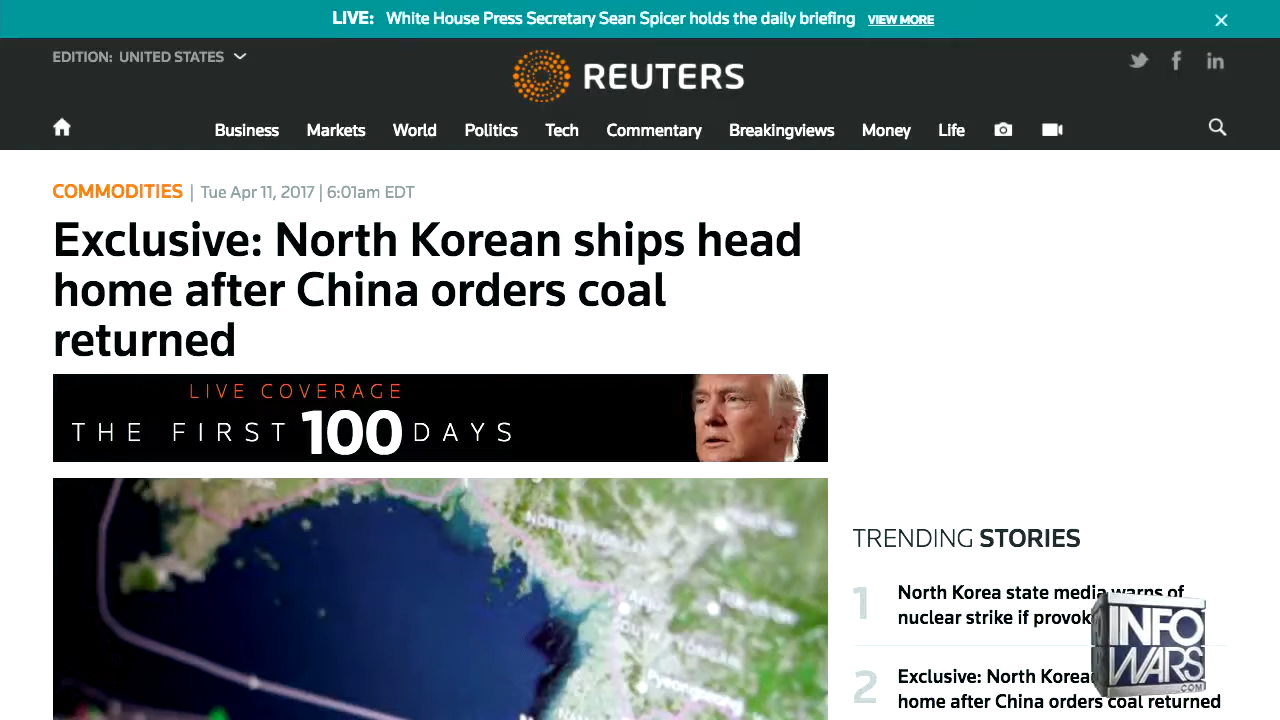 LIVE: White House Press Secretary Sean Spicer holds the daily briefing VIEW MORE
EDITION: UNITED STATES
REUTERS
Business Markets World Politics Tech Commentary Breakingviews Money Life
COMMODITIES | Tue Apr 11, 2017 | 6:01am EDT
Exclusive: North Korean ships head
home after China orders coal
returned
LIVE COVERAGE
THE FIRST 100 DAYS
TRENDING STORIES
1 North Korea state media warns of
nuclear strike if
2 Exclusive: North
home after China orders coal returned
INFO
WARS
.COM